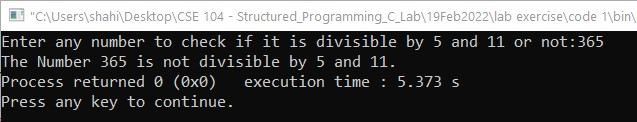 "C:\Users\shahi\Desktop\CSE 104 - Structured_Programming_C_Lab\19Feb2022\lab exercise\code 1\bin\
Enter any number to check if it is divisible by 5 and 11 or not:365
The Number 365 is not divisible by 5 and 11.
Process returned 0 (0x0)   execution time : 5.373 s
Press any key to continue.